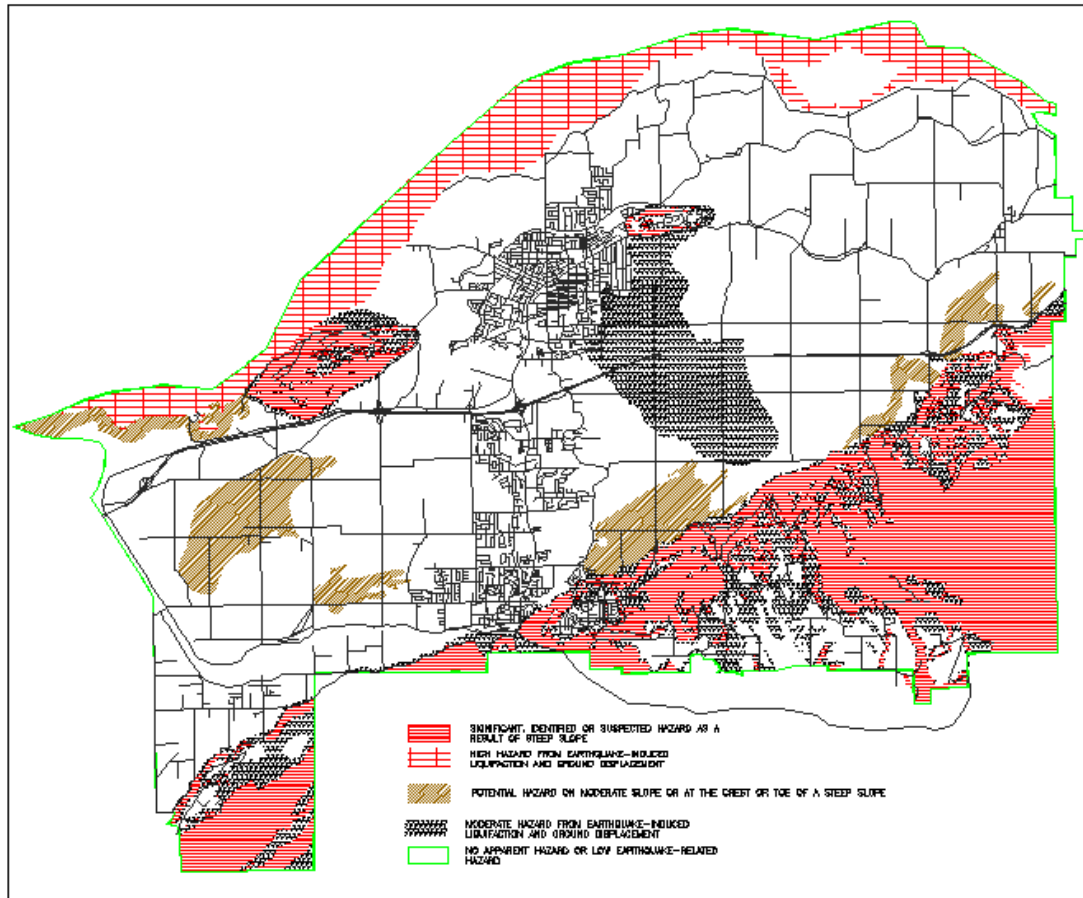 SIGNIFICANT, IDENTIFIED OR SUSPECTED HAZARD AS A
RESULT OF STEEP SLOPE
HIGH HAZARD FROM EARTHQUAKE-INDUCED
LIQUIFACTION AND GROUND DISPLACEMENT
POTENTIAL HAZARD ON MODERATE SLOPE OR AT THE CREST OR TOE OF A STEEP SLOPE
MODERATE HAZARD FROM EARTHQUAKE-INDUCED
LIQUIFACTION AND GROUND DISPLACEMENT
NO APPARENT HAZARD OR LOW EARTHQUAKE-RELATED
HAZARD